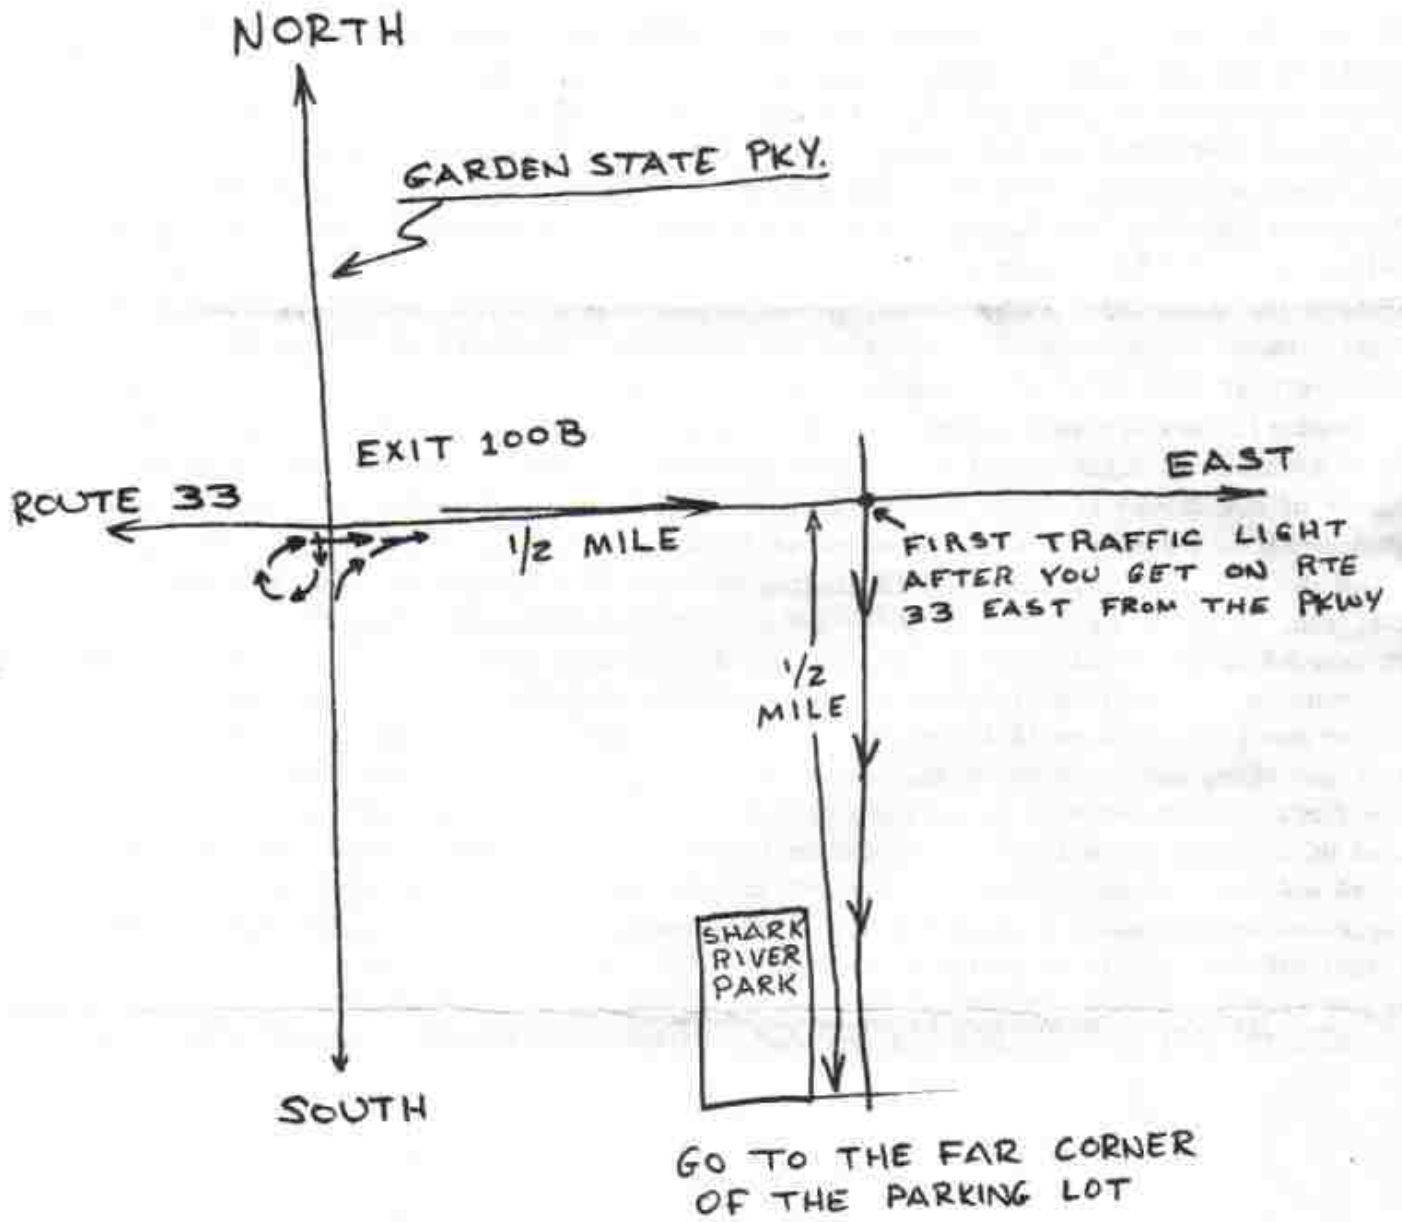 NORTH
GARDEN STATE PKY.
EXIT 100B
EAST
ROUTE 33
1/2 MILE
FIRST TRAFFIC LIGHT
AFTER YOU GET ON RTE
33 EAST FROM THE PKWY
1/2
MILE
SHARK
RIVER
PARK
SOUTH
GO TO THE FAR CORNER
OF THE PARKING LOT